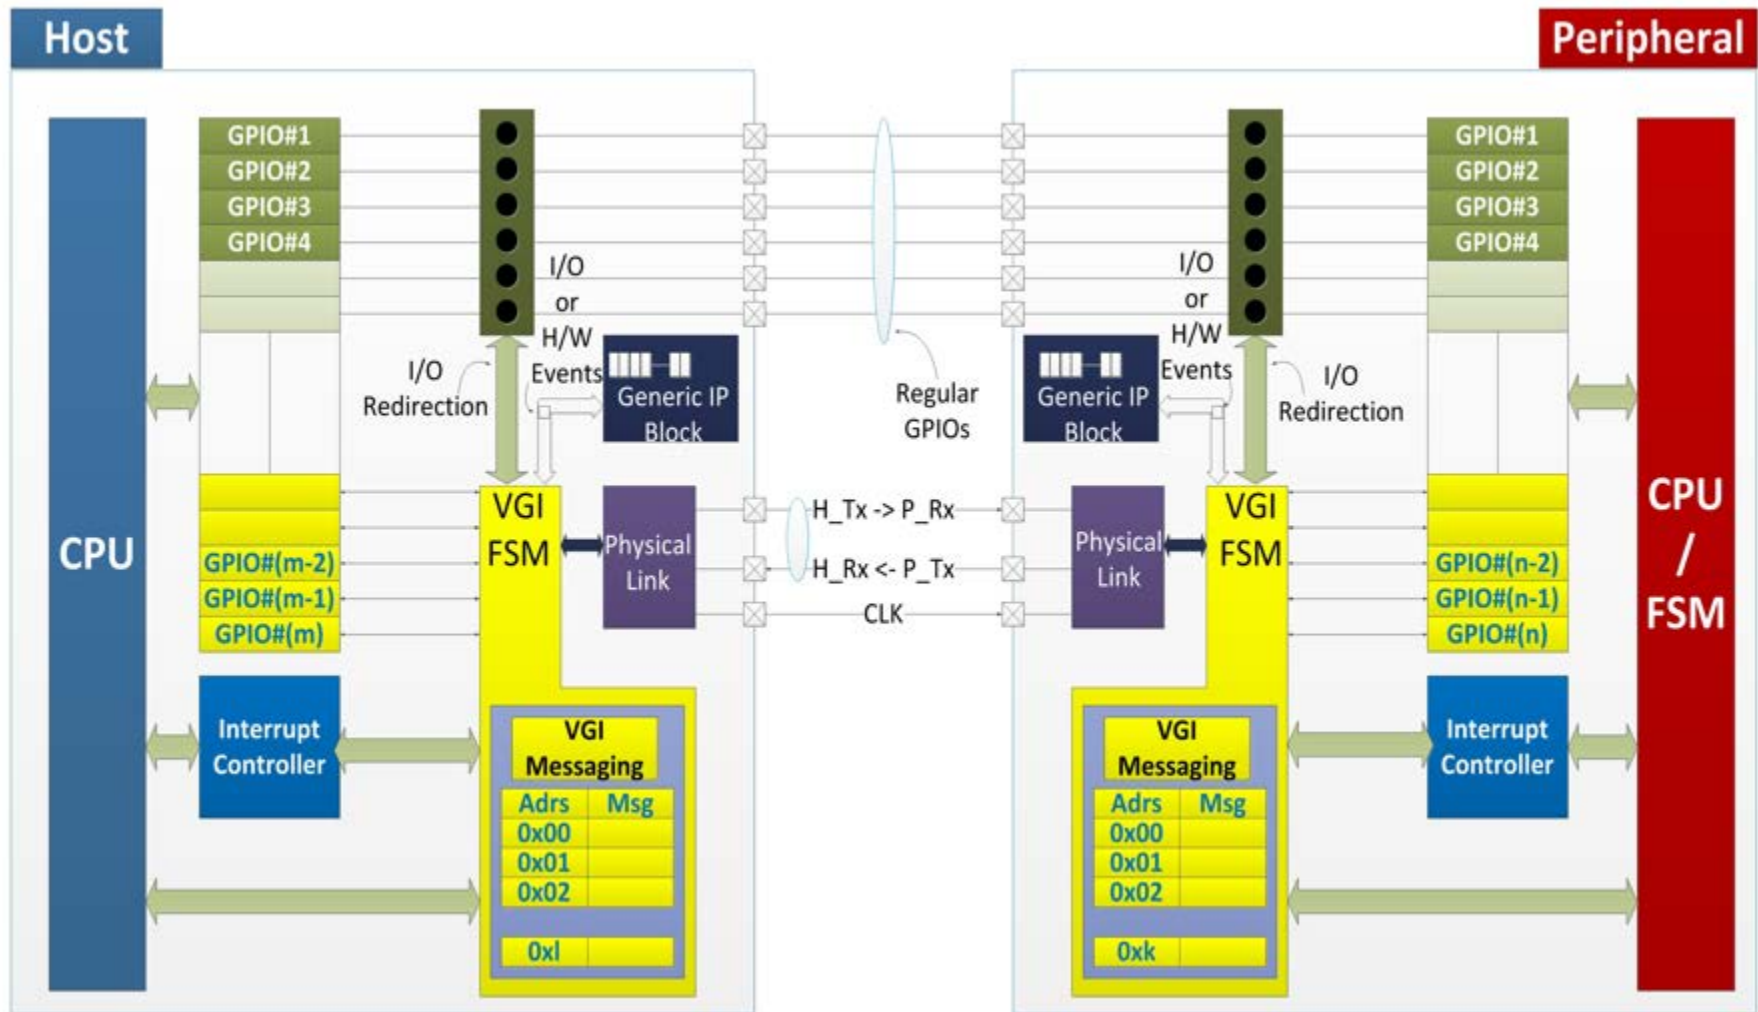 Host
Peripheral
GPIO#1
GPIO#2
GPIO#3
GPIO#4
I/O
or
H/W
Events
I/O
Redirection
Generic IP
Block
CPU
GPIO#(m-2)
GPIO#(m-1)
GPIO#(m)
VGI
FSM
Physical
Link
Interrupt
Controller
VGI
Messaging
Adrs Msg
0x00
0x01
0x02
0xl
Regular
GPIOs
H_Tx -> P_Rx
H_Rx <- P_Tx
CLK
GPIO#1
GPIO#2
GPIO#3
GPIO#4
I/O
or
H/W
Events
I/O
Redirection
Generic IP
Block
Physical
Link
VGI
FSM
GPIO#(n-2)
GPIO#(n-1)
GPIO#(n)
CPU
/
FSM
Interrupt
Controller
VGI
Messaging
Adrs Msg
0x00
0x01
0x02
0xk